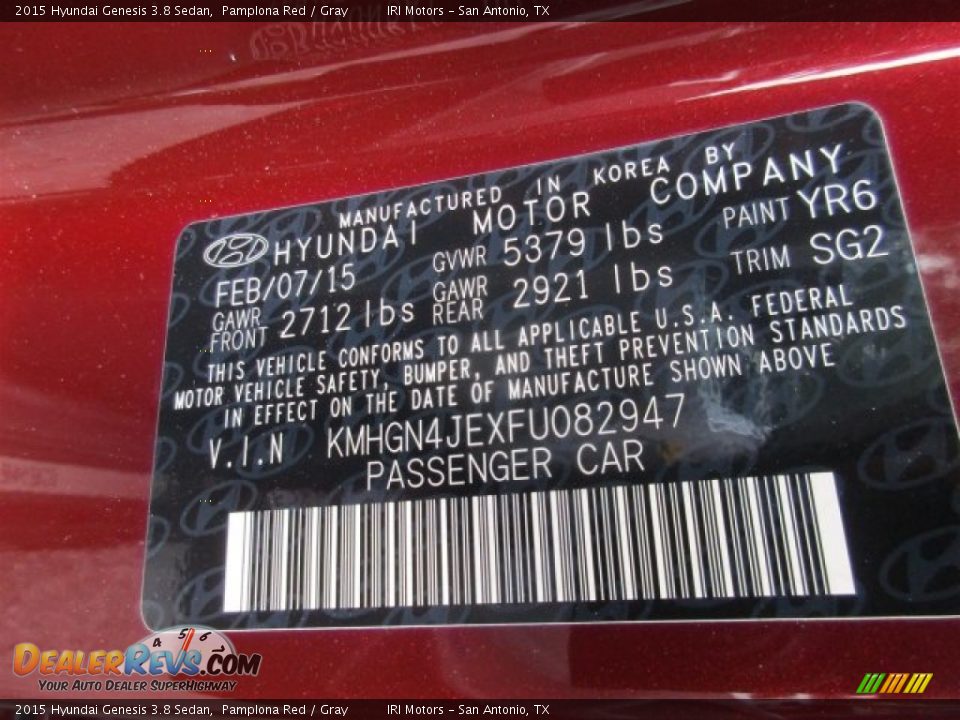 2015 Hyundai Genesis 3.8 Sedan, Pamplona Red / Gray IRI Motors - San Antonio, TX
MANUFACTURED IN KOREA BY
HYUNDAI MOTOR COMPANY
FEB/07/15 GVWR 5379 lbs PAINT YR6
GAWR FRONT 2712 lbs GAWR REAR 2921 lbs TRIM SG2
THIS VEHICLE CONFORMS TO ALL APPLICABLE U.S.A. FEDERAL
MOTOR VEHICLE SAFETY, BUMPER, AND THEFT PREVENTION STANDARDS
IN EFFECT ON THE DATE OF MANUFACTURE SHOWN ABOVE
V.I.N KMHGN4JEXFU082947
PASSENGER CAR
4 5 6
DEALERREVS.COM
YOUR AUTO DEALER SUPERHIGHWAY
2015 Hyundai Genesis 3.8 Sedan, Pamplona Red / Gray IRI Motors - San Antonio, TX